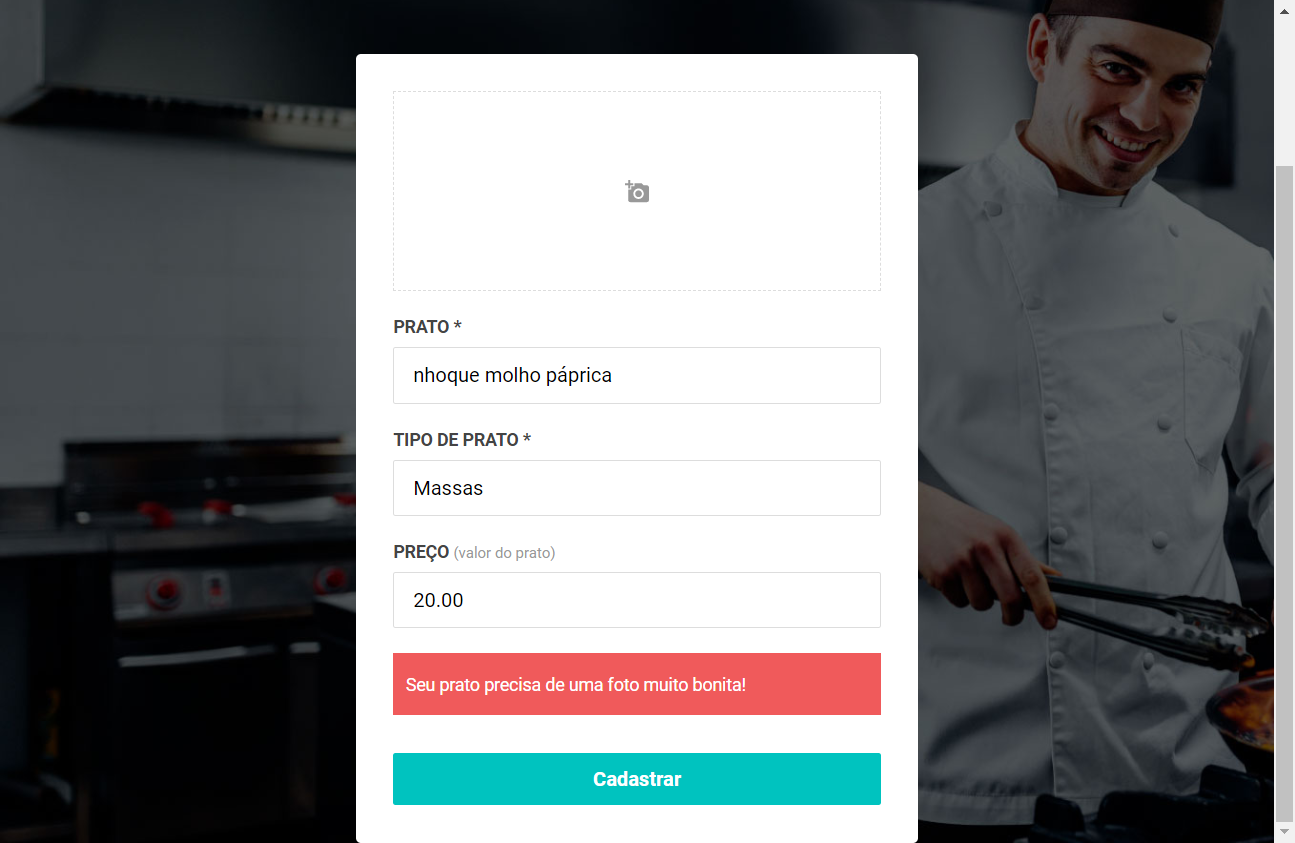 PRATO *
nhoque molho páprica
TIPO DE PRATO *
Massas
PREÇO (valor do prato)
20.00
Seu prato precisa de uma foto muito bonita!
Cadastrar